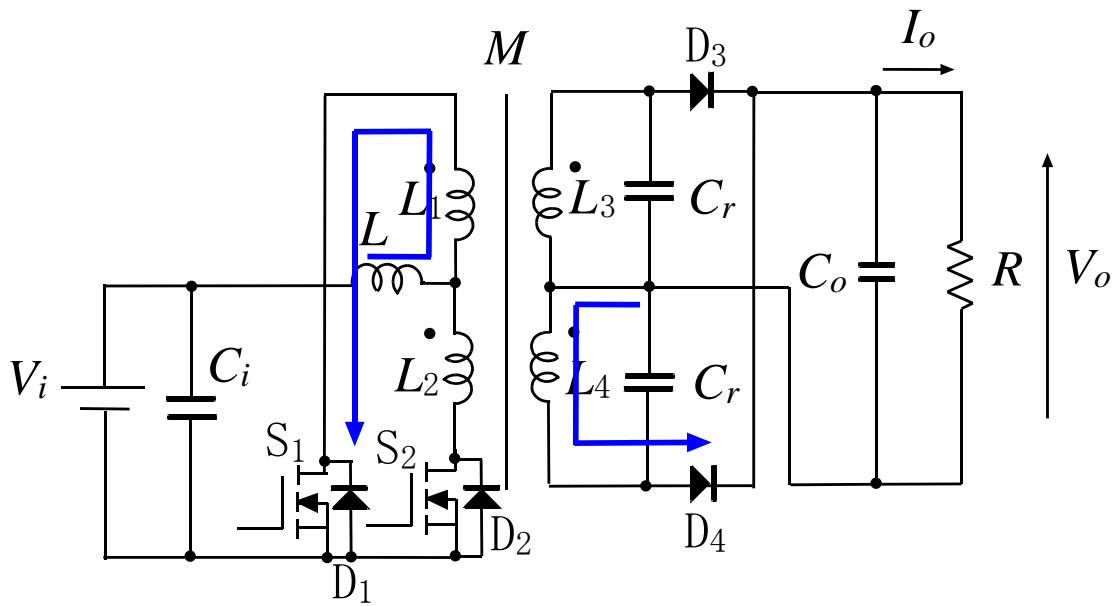 M
D₃
Iₒ
L₁
L
L₃
Cᵣ
Cₒ
R
Vₒ
Vᵢ
Cᵢ
L₂
L₄
Cᵣ
S₁
S₂
D₂
D₄
D₁